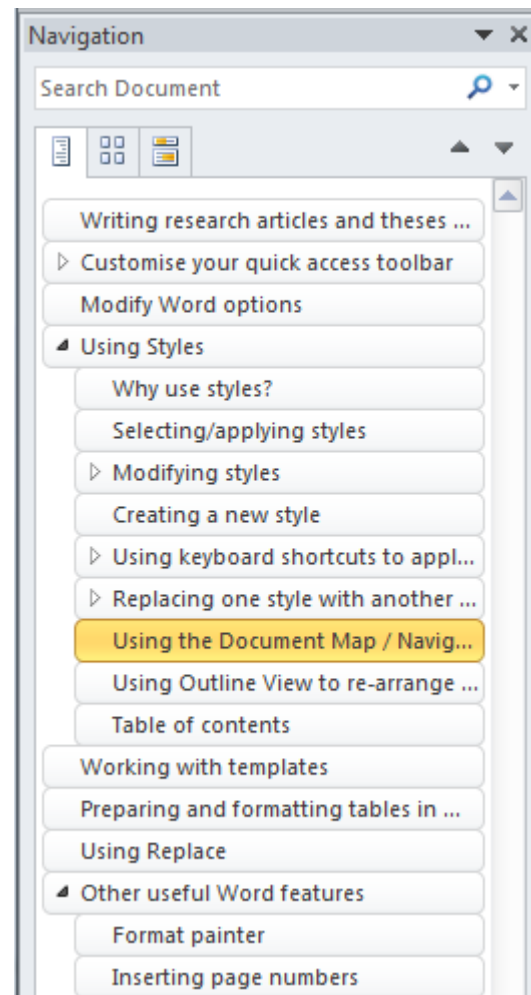 Navigation
Search Document
Writing research articles and theses ...
Customise your quick access toolbar
Modify Word options
Using Styles
Why use styles?
Selecting/applying styles
Modifying styles
Creating a new style
Using keyboard shortcuts to appl...
Replacing one style with another ...
Using the Document Map / Navig...
Using Outline View to re-arrange ...
Table of contents
Working with templates
Preparing and formatting tables in ...
Using Replace
Other useful Word features
Format painter
Inserting page numbers